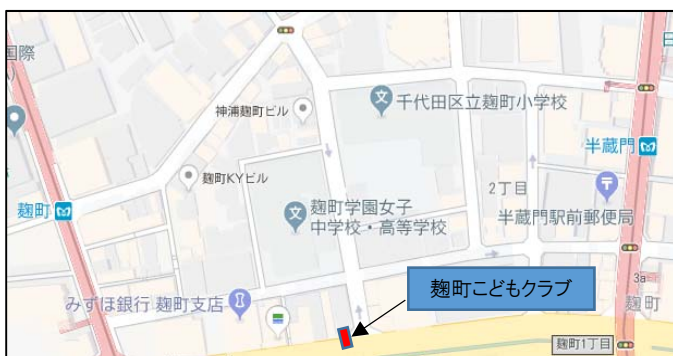 国際
日
神浦麹町ビル
千代田区立麹町小学校
半蔵門
麹町KYビル
2丁目
麹町
麹町学園女子
中学校・高等学校
半蔵門駅前郵便局
3a
みずほ銀行 麹町支店
麹町こどもクラブ
麹町
麹町1丁目